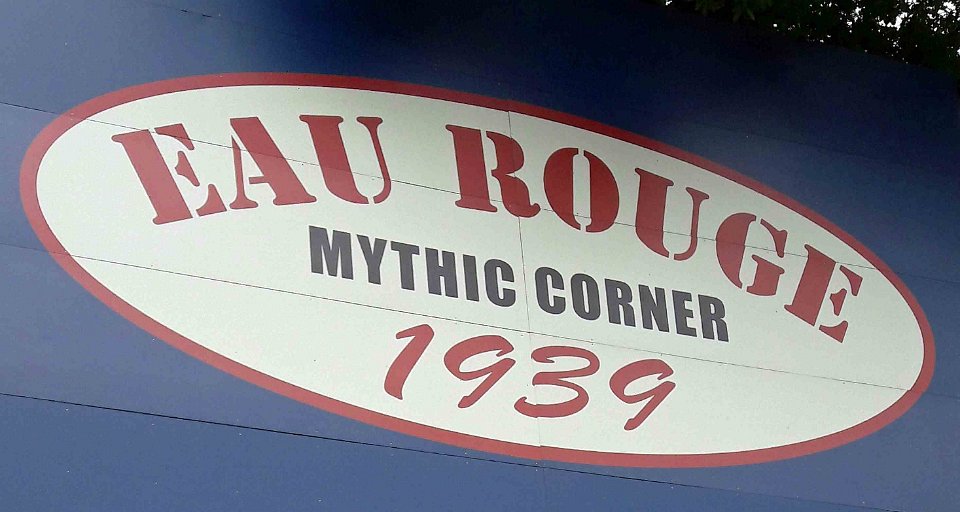 EAU ROUGE
MYTHIC CORNER
1939